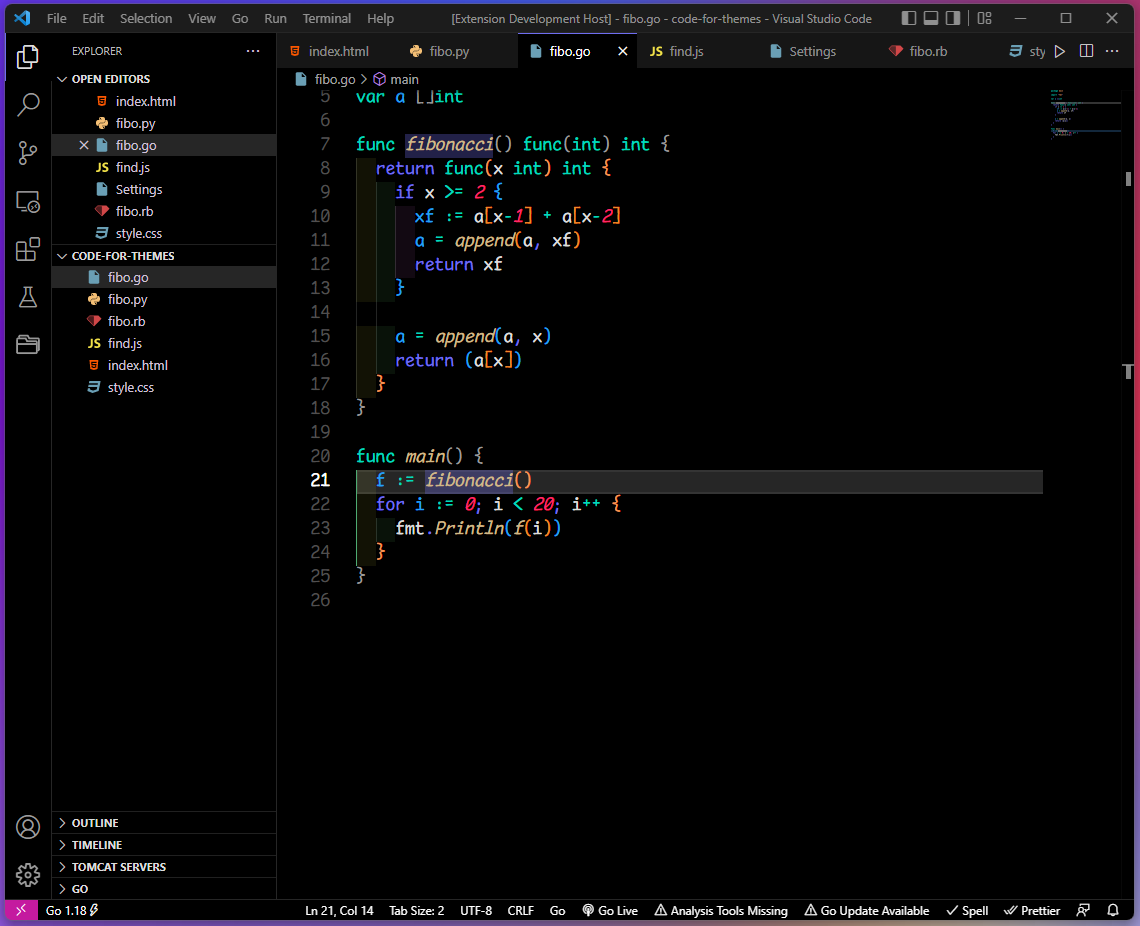 File Edit Selection View Go Run Terminal Help [Extension Development Host] - fibo.go - code-for-themes - Visual Studio Code
EXPLORER
OPEN EDITORS
index.html
fibo.py
fibo.go
JS find.js
Settings
fibo.rb
style.css
CODE-FOR-THEMES
fibo.go
fibo.py
fibo.rb
JS find.js
index.html
style.css
OUTLINE
TIMELINE
TOMCAT SERVERS
GO
index.html fibo.py fibo.go JS find.js Settings fibo.rb sty
fibo.go > main
5 var a []int
6
7 func fibonacci() func(int) int {
8 return func(x int) int {
9 if x >= 2 {
10 xf := a[x-1] + a[x-2]
11 a = append(a, xf)
12 return xf
13 }
14
15 a = append(a, x)
16 return (a[x])
17 }
18 }
19
20 func main() {
21 f := fibonacci()
22 for i := 0; i < 20; i++ {
23 fmt.Println(f(i))
24 }
25 }
26
Go 1.18 Ln 21, Col 14 Tab Size: 2 UTF-8 CRLF Go Go Live Analysis Tools Missing Go Update Available Spell Prettier